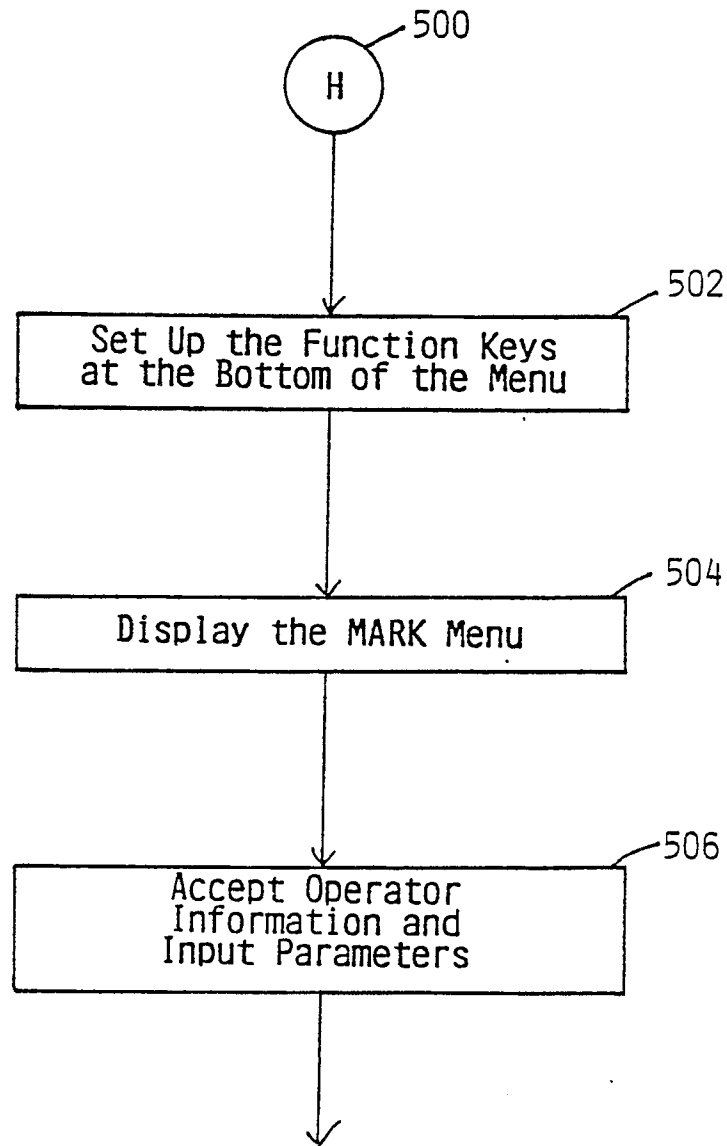 500
H
502
Set Up the Function Keys
at the Bottom of the Menu
504
Display the MARK Menu
506
Accept Operator
Information and
Input Parameters